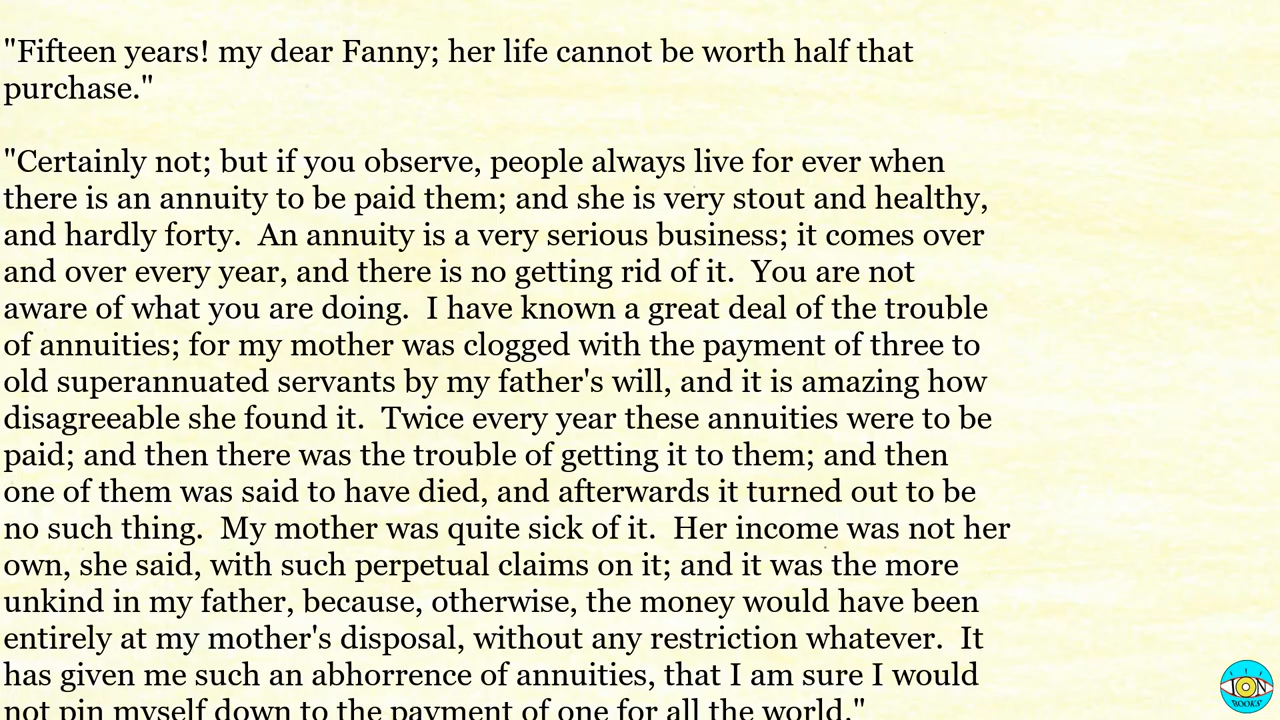 "Fifteen years! my dear Fanny; her life cannot be worth half that
purchase."
"Certainly not; but if you observe, people always live for ever when
there is an annuity to be paid them; and she is very stout and healthy,
and hardly forty.  An annuity is a very serious business; it comes over
and over every year, and there is no getting rid of it.  You are not
aware of what you are doing.  I have known a great deal of the trouble
of annuities; for my mother was clogged with the payment of three to
old superannuated servants by my father's will, and it is amazing how
disagreeable she found it.  Twice every year these annuities were to be
paid; and then there was the trouble of getting it to them; and then
one of them was said to have died, and afterwards it turned out to be
no such thing.  My mother was quite sick of it.  Her income was not her
own, she said, with such perpetual claims on it; and it was the more
unkind in my father, because, otherwise, the money would have been
entirely at my mother's disposal, without any restriction whatever.  It
has given me such an abhorrence of annuities, that I am sure I would
not pin myself down to the payment of one for all the world."
ION
BOOKS